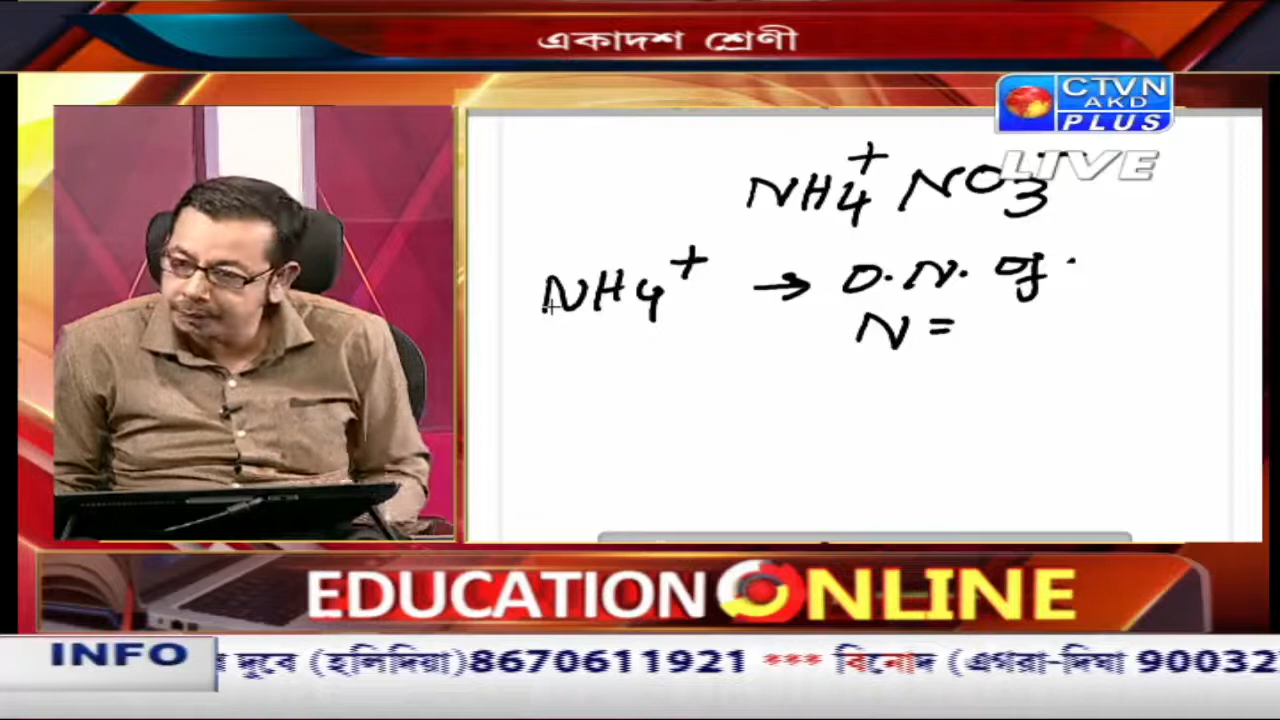 একাদশ শ্রেণী
CTVN
AKD
PLUS
LIVE
NH4+ NO3-
NH4+ → O.N. of
N =
EDUCATION ONLINE
INFO
দুবে (হলিদিয়া)8670611921 *** বিনোদ (এগরা-দিঘা 90032